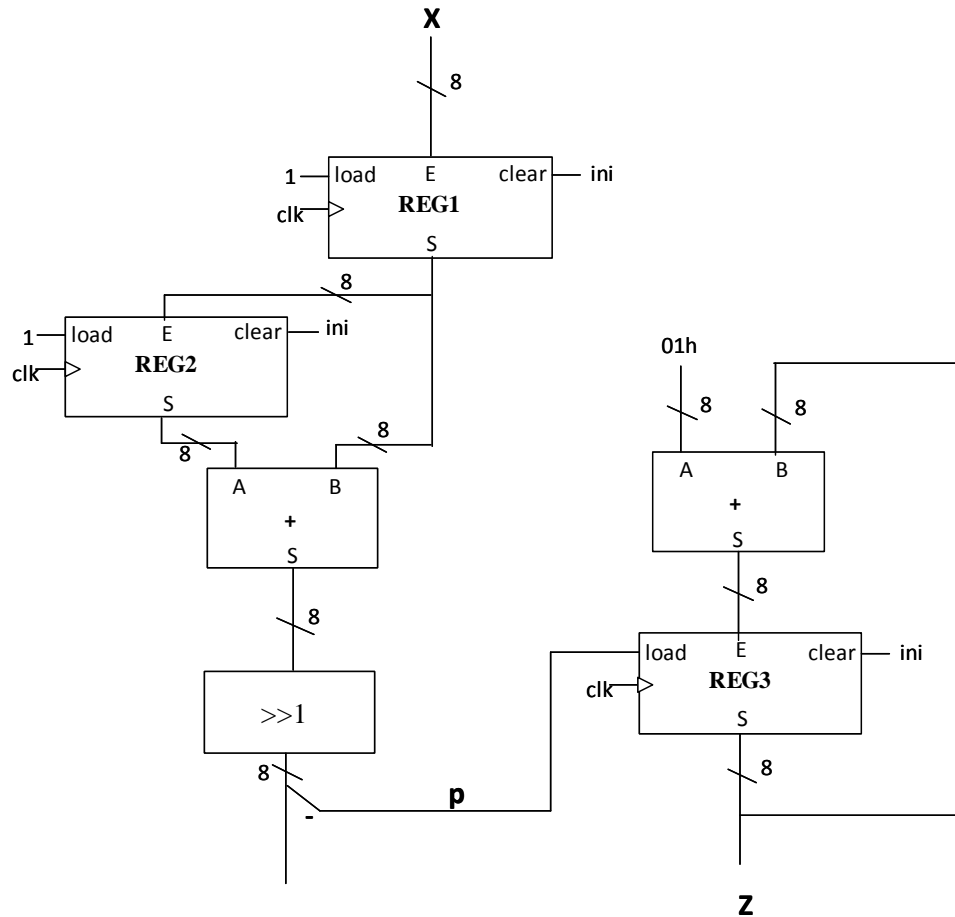 X
8
1 load E clear ini
clk REG1
S
8
1 load E clear ini
clk REG2
S
8
8
A B
+
S
8
>>1
8
p
-
01h
8
8
A B
+
S
8
load E clear ini
clk REG3
S
8
Z